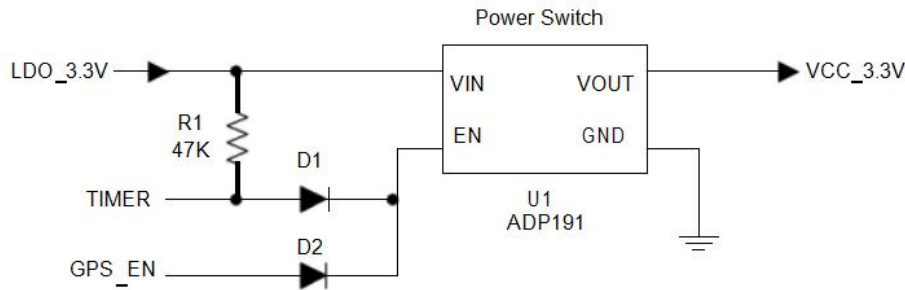 Power Switch
LDO_3.3V
VIN
VOUT
VCC_3.3V
R1
47K
EN
GND
D1
TIMER
U1
ADP191
D2
GPS_EN